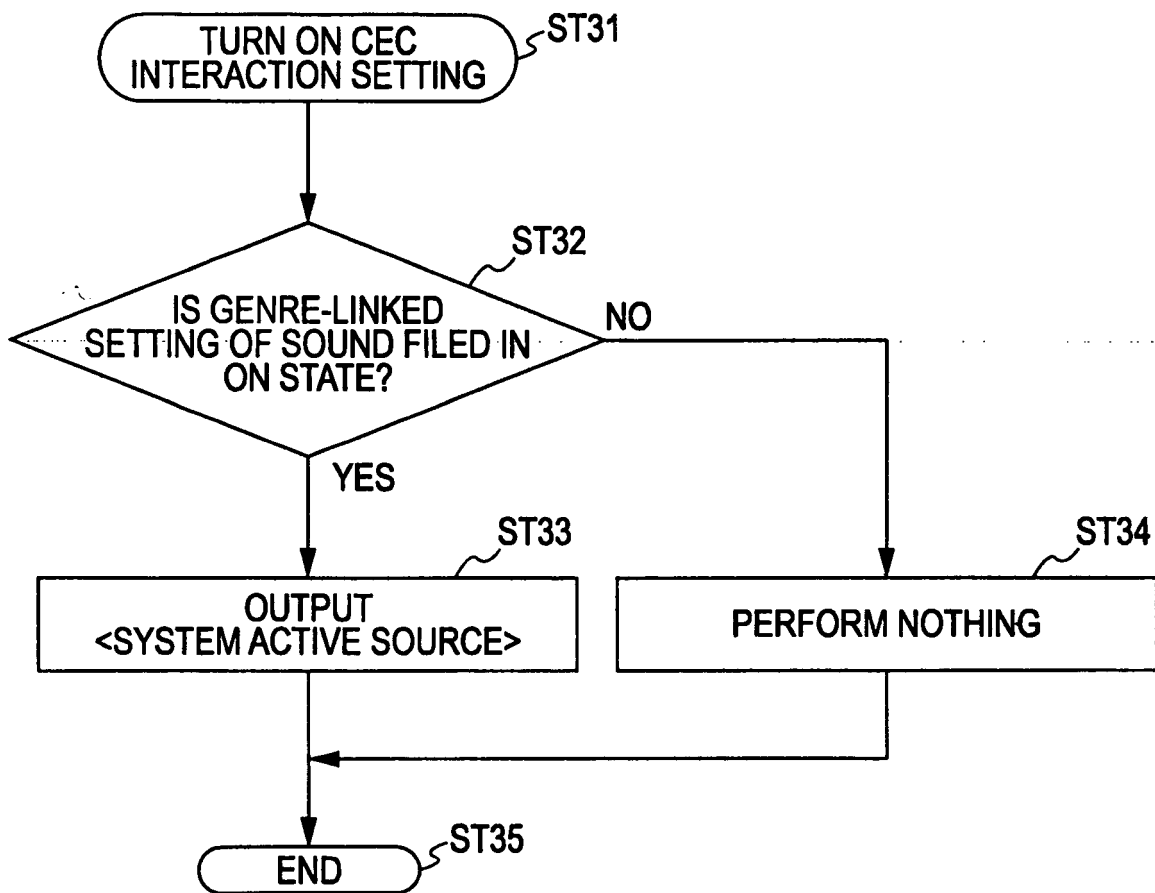 TURN ON CEC
INTERACTION SETTING
ST31
ST32
IS GENRE-LINKED
SETTING OF SOUND FILED IN
ON STATE?
NO
YES
ST33
OUTPUT
<SYSTEM ACTIVE SOURCE>
ST34
PERFORM NOTHING
END
ST35